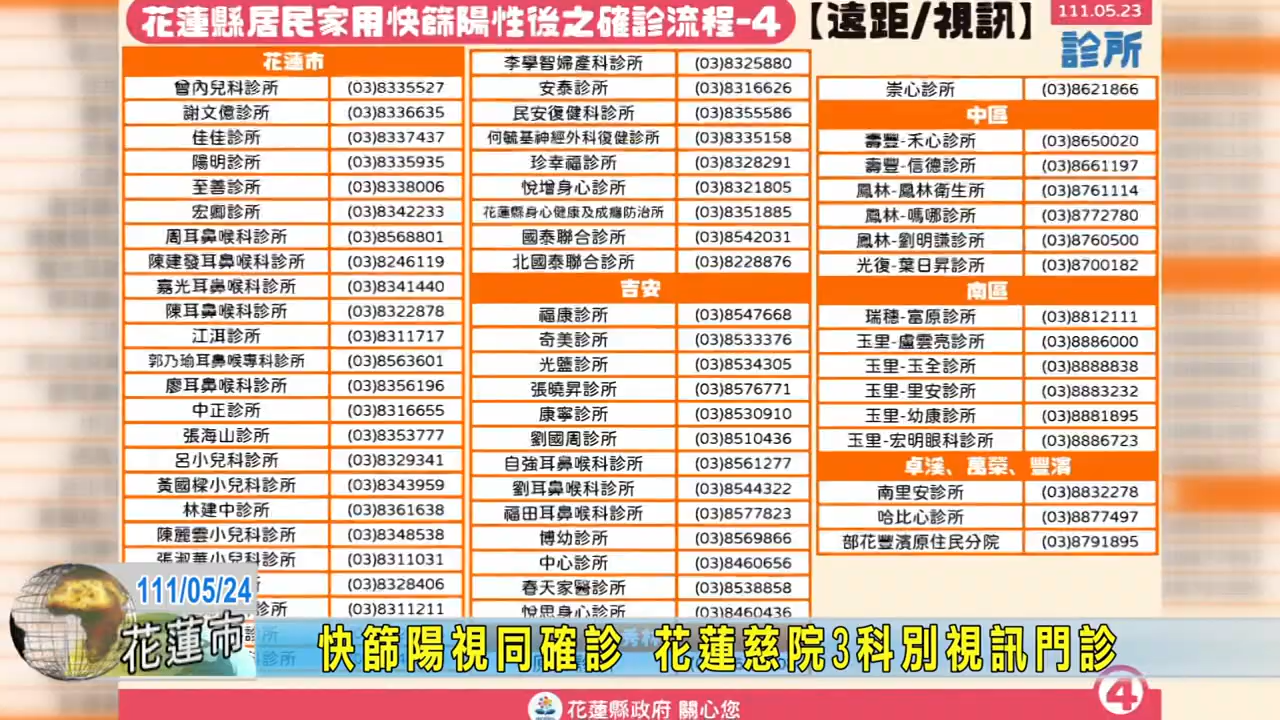 花蓮縣居民家用快篩陽性後之確診流程-4
【遠距/視訊】
111.05.23
診所
花蓮市
曾內兒科診所 (03)8335527
謝文億診所 (03)8336635
佳佳診所 (03)8337437
陽明診所 (03)8335935
至善診所 (03)8338006
宏卿診所 (03)8342233
周耳鼻喉科診所 (03)8568801
陳建發耳鼻喉科診所 (03)8246119
嘉光耳鼻喉科診所 (03)8341440
陳耳鼻喉科診所 (03)8322878
江洱診所 (03)8311717
郭乃瑜耳鼻喉專科診所 (03)8563601
廖耳鼻喉科診所 (03)8356196
中正診所 (03)8316655
張海山診所 (03)8353777
呂小兒科診所 (03)8329341
黃國樑小兒科診所 (03)8343959
林建中診所 (03)8361638
陳麗雲小兒科診所 (03)8348538
張淑華小兒科診所 (03)8311031
(03)8328406
診所 (03)8311211
診所
李學智婦產科診所 (03)8325880
安泰診所 (03)8316626
民安復健科診所 (03)8355586
何毓基神經外科復健診所 (03)8335158
珍幸福診所 (03)8328291
悅增身心診所 (03)8321805
花蓮縣身心健康及成癮防治所 (03)8351885
國泰聯合診所 (03)8542031
北國泰聯合診所 (03)8228876
吉安
福康診所 (03)8547668
奇美診所 (03)8533376
光鹽診所 (03)8534305
張曉昇診所 (03)8576771
康寧診所 (03)8530910
劉國周診所 (03)8510436
自強耳鼻喉科診所 (03)8561277
劉耳鼻喉科診所 (03)8544322
福田耳鼻喉科診所 (03)8577823
博幼診所 (03)8569866
中心診所 (03)8460656
春天家醫診所 (03)8538858
悅思身心診所 (03)8460436
崇心診所 (03)8621866
中區
壽豐-禾心診所 (03)8650020
壽豐-信德診所 (03)8661197
鳳林-鳳林衛生所 (03)8761114
鳳林-嗎哪診所 (03)8772780
鳳林-劉明謙診所 (03)8760500
光復-葉日昇診所 (03)8700182
南區
瑞穗-富原診所 (03)8812111
玉里-盧雲亮診所 (03)8886000
玉里-玉全診所 (03)8888838
玉里-里安診所 (03)8883232
玉里-幼康診所 (03)8881895
玉里-宏明眼科診所 (03)8886723
卓溪、萬榮、豐濱
南里安診所 (03)8832278
哈比心診所 (03)8877497
部花豐濱原住民分院 (03)8791895
111/05/24
花蓮市
快篩陽視同確診 花蓮慈院3科別視訊門診
花蓮縣政府 關心您
4